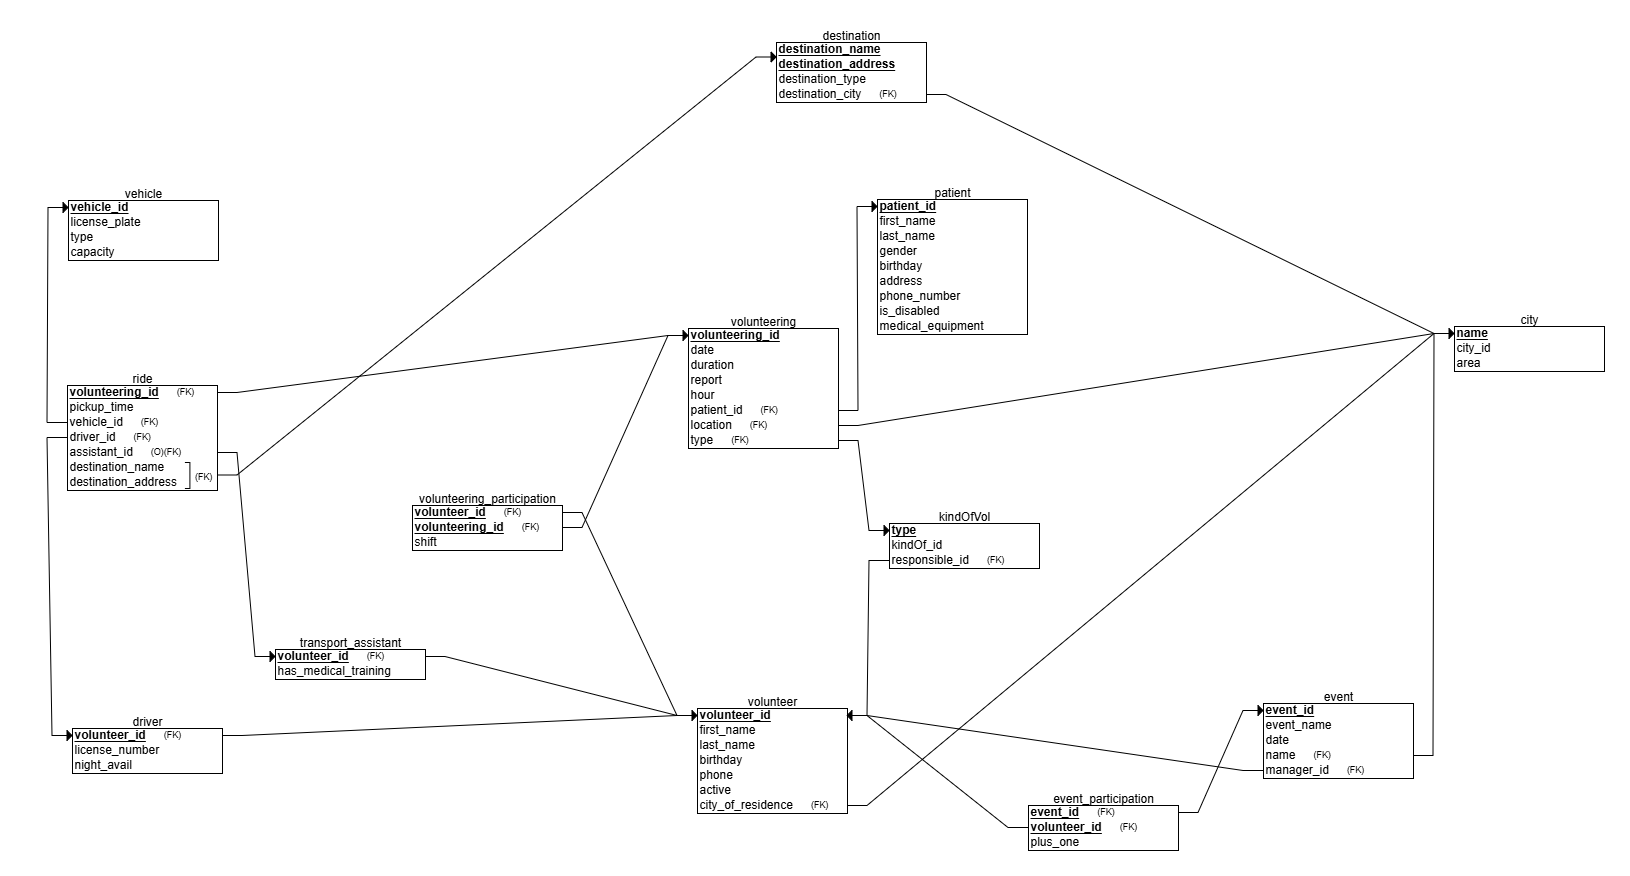 destination
destination_name
destination_address
destination_type
destination_city (FK)
vehicle
vehicle_id
license_plate
type
capacity
patient
patient_id
first_name
last_name
gender
birthday
address
phone_number
is_disabled
medical_equipment
volunteering
volunteering_id
date
duration
report
hour
patient_id (FK)
location (FK)
type (FK)
city
name
city_id
area
ride
volunteering_id (FK)
pickup_time
vehicle_id (FK)
driver_id (FK)
assistant_id (O)(FK)
destination_name
destination_address (FK)
volunteering_participation
volunteer_id (FK)
volunteering_id (FK)
shift
kindOfVol
type
kindOf_id
responsible_id (FK)
transport_assistant
volunteer_id (FK)
has_medical_training
driver
volunteer_id (FK)
license_number
night_avail
volunteer
volunteer_id
first_name
last_name
birthday
phone
active
city_of_residence (FK)
event
event_id
event_name
date
name (FK)
manager_id (FK)
event_participation
event_id (FK)
volunteer_id (FK)
plus_one